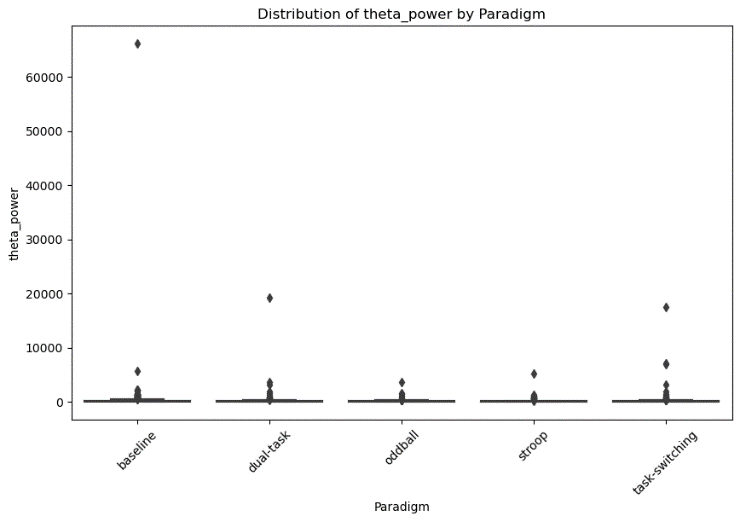 Distribution of theta_power by Paradigm
theta_power
60000
50000
40000
30000
20000
10000
0
baseline
dual-task
oddball
stroop
task-switching
Paradigm